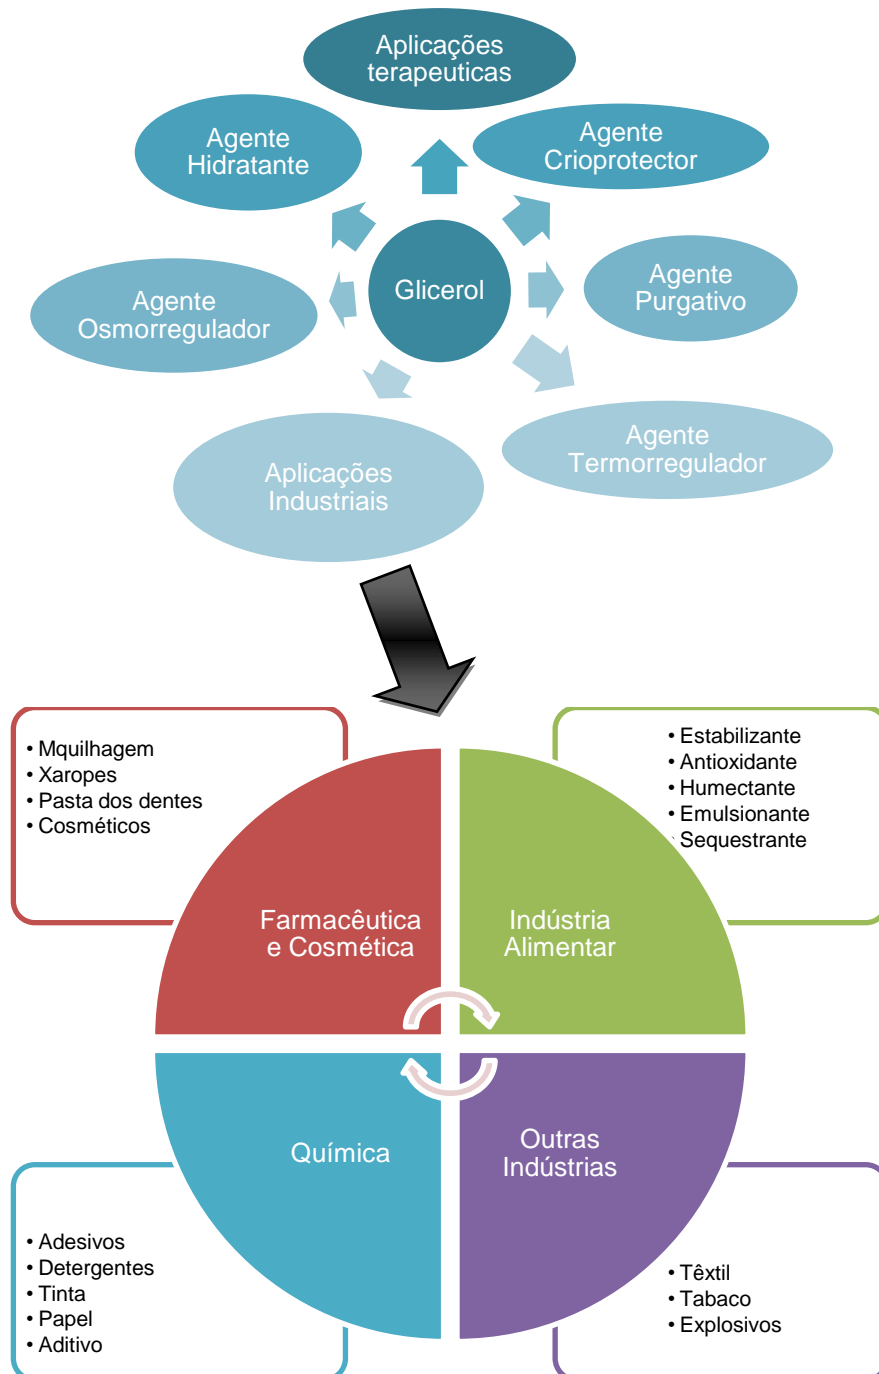 Aplicações
terapeuticas
Agente
Hidratante
Agente
Crioprotector
Glicerol
Agente
Osmorregulador
Agente
Purgativo
Aplicações
Industriais
Agente
Termorregulador
• Mquilhagem
• Xaropes
• Pasta dos dentes
• Cosméticos
• Estabilizante
• Antioxidante
• Humectante
• Emulsionante
• Sequestrante
Farmacêutica
e Cosmética
Indústria
Alimentar
Química
Outras
Indústrias
• Adesivos
• Detergentes
• Tinta
• Papel
• Aditivo
• Têxtil
• Tabaco
• Explosivos